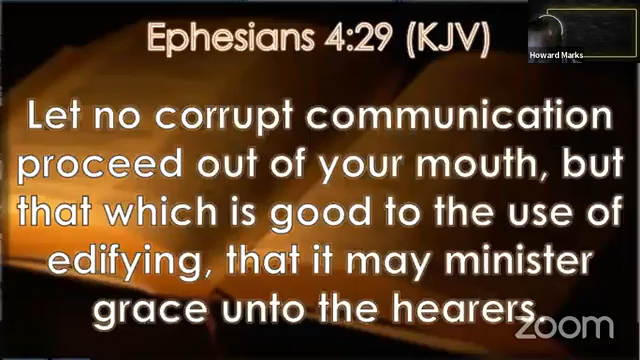 Ephesians 4:29 (KJV)
Howard Marks
Let no corrupt communication
proceed out of your mouth, but
that which is good to the use of
edifying, that it may minister
grace unto the hearers.
zoom